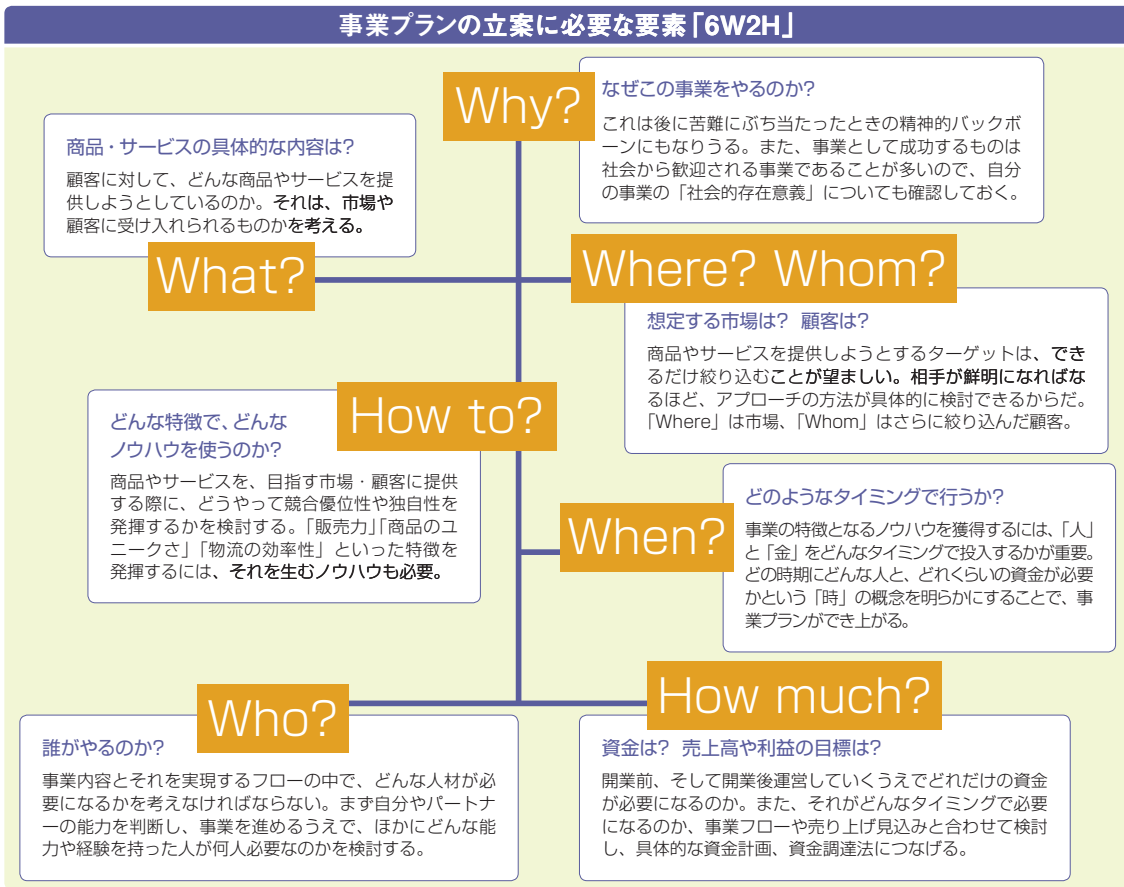 事業プランの立案に必要な要素「6W2H」
Why?
なぜこの事業をやるのか?
これは後に苦難にぶち当たったときの精神的バックボ
ーンにもなりうる。また、事業として成功するものは
社会から歓迎される事業であることが多いので、自分
の事業の「社会的存在意義」についても確認しておく。
商品・サービスの具体的な内容は?
顧客に対して、どんな商品やサービスを提
供しようとしているのか。それは、市場や
顧客に受け入れられるものかを考える。
What?
Where? Whom?
想定する市場は? 顧客は?
商品やサービスを提供しようとするターゲットは、でき
るだけ絞り込むことが望ましい。相手が鮮明になればな
るほど、アプローチの方法が具体的に検討できるからだ。
「Where」は市場、「Whom」はさらに絞り込んだ顧客。
How to?
どんな特徴で、どんな
ノウハウを使うのか?
商品やサービスを、目指す市場・顧客に提供
する際に、どうやって競合優位性や独自性を
発揮するかを検討する。「販売力」「商品のユ
ニークさ」「物流の効率性」といった特徴を
発揮するには、それを生むノウハウも必要。
When?
どのようなタイミングで行うか?
事業の特徴となるノウハウを獲得するには、「人」
と「金」をどんなタイミングで投入するかが重要。
どの時期にどんな人と、どれくらいの資金が必要
かという「時」の概念を明らかにすることで、事
業プランができ上がる。
Who?
誰がやるのか?
事業内容とそれを実現するフローの中で、どんな人材が必
要になるかを考えなければならない。まず自分やパートナ
ーの能力を判断し、事業を進めるうえで、ほかにどんな能
力や経験を持った人が何人必要なのかを検討する。
How much?
資金は? 売上高や利益の目標は?
開業前、そして開業後運営していくうえでどれだけの資金
が必要になるのか。また、それがどんなタイミングで必要
になるのか、事業フローや売り上げ見込みと合わせて検討
し、具体的な資金計画、資金調達法につなげる。